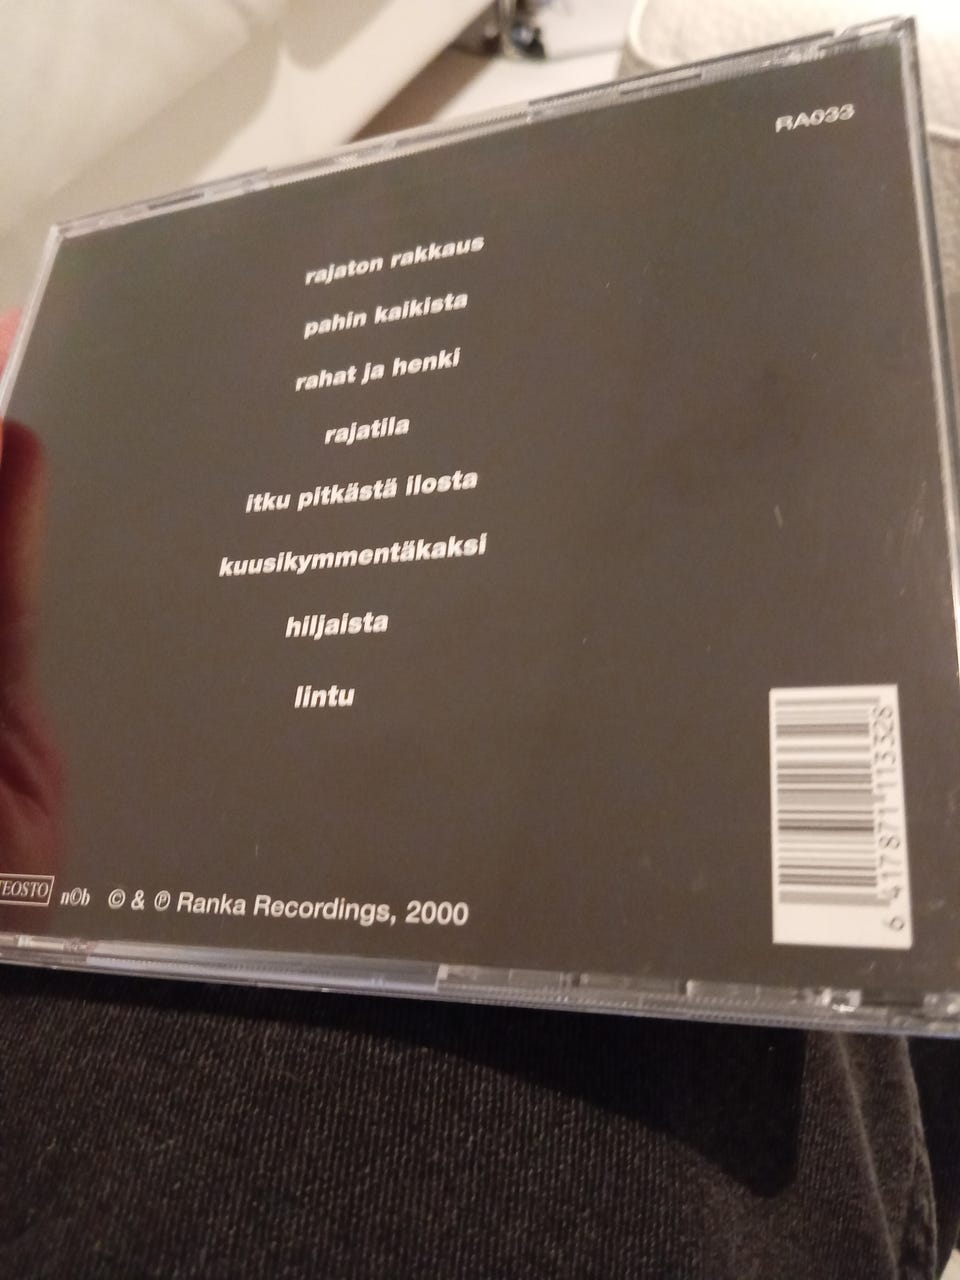 RA033
rajaton rakkaus
pahin kaikista
rahat ja henki
rajatila
itku pitkästä ilosta
kuusikymmentäkaksi
hiljaista
lintu
TEOSTO n©b © & ℗ Ranka Recordings, 2000
6 417871 113328